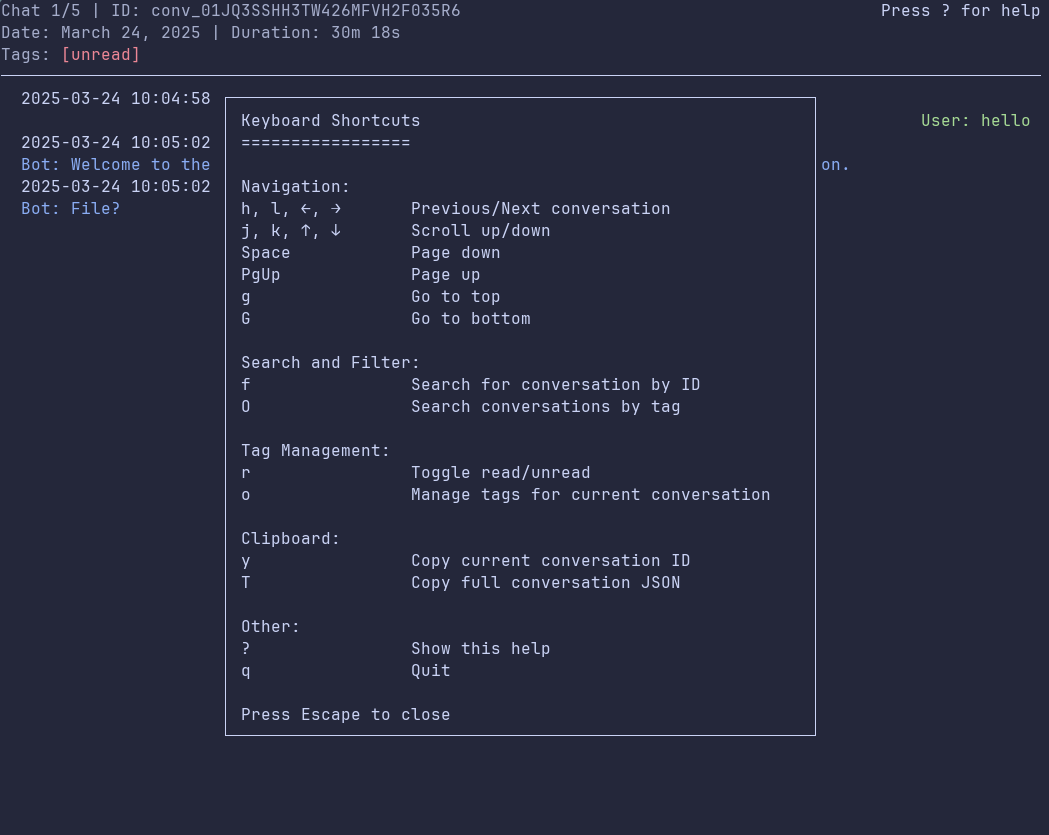 Chat 1/5 | ID: conv_01JQ3SSHH3TW426MFVH2F035R6 Press ? for help
Date: March 24, 2025 | Duration: 30m 18s
Tags: [unread]
2025-03-24 10:04:58
User: hello
2025-03-24 10:05:02
Bot: Welcome to the on.
2025-03-24 10:05:02
Bot: File?
Keyboard Shortcuts
=================
Navigation:
h, l, ←, → Previous/Next conversation
j, k, ↑, ↓ Scroll up/down
Space Page down
PgUp Page up
g Go to top
G Go to bottom
Search and Filter:
f Search for conversation by ID
O Search conversations by tag
Tag Management:
r Toggle read/unread
o Manage tags for current conversation
Clipboard:
y Copy current conversation ID
T Copy full conversation JSON
Other:
? Show this help
q Quit
Press Escape to close